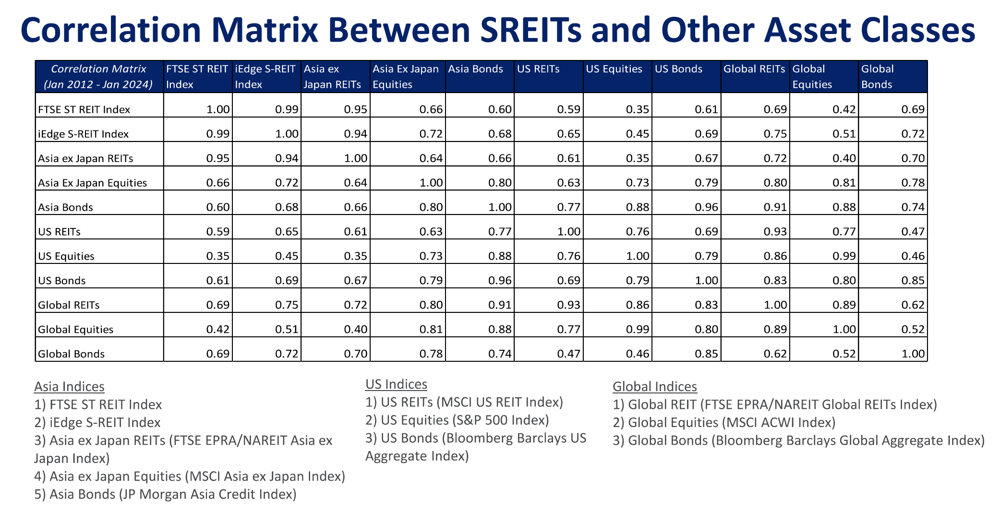 Correlation Matrix Between SREITs and Other Asset Classes
Correlation Matrix (Jan 2012 - Jan 2024) FTSE ST REIT Index iEdge S-REIT Index Asia ex Japan REITs Asia Ex Japan Equities Asia Bonds US REITs US Equities US Bonds Global REITs Global Equities Global Bonds
FTSE ST REIT Index 1.00 0.99 0.95 0.66 0.60 0.59 0.35 0.61 0.69 0.42 0.69
iEdge S-REIT Index 0.99 1.00 0.94 0.72 0.68 0.65 0.45 0.69 0.75 0.51 0.72
Asia ex Japan REITs 0.95 0.94 1.00 0.64 0.66 0.61 0.35 0.67 0.72 0.40 0.70
Asia Ex Japan Equities 0.66 0.72 0.64 1.00 0.80 0.63 0.73 0.79 0.80 0.81 0.78
Asia Bonds 0.60 0.68 0.66 0.80 1.00 0.77 0.88 0.96 0.91 0.88 0.74
US REITs 0.59 0.65 0.61 0.63 0.77 1.00 0.76 0.69 0.93 0.77 0.47
US Equities 0.35 0.45 0.35 0.73 0.88 0.76 1.00 0.79 0.86 0.99 0.46
US Bonds 0.61 0.69 0.67 0.79 0.96 0.69 0.79 1.00 0.83 0.80 0.85
Global REITs 0.69 0.75 0.72 0.80 0.91 0.93 0.86 0.83 1.00 0.89 0.62
Global Equities 0.42 0.51 0.40 0.81 0.88 0.77 0.99 0.80 0.89 1.00 0.52
Global Bonds 0.69 0.72 0.70 0.78 0.74 0.47 0.46 0.85 0.62 0.52 1.00
Asia Indices
1) FTSE ST REIT Index
2) iEdge S-REIT Index
3) Asia ex Japan REITs (FTSE EPRA/NAREIT Asia ex
Japan Index)
4) Asia ex Japan Equities (MSCI Asia ex Japan Index)
5) Asia Bonds (JP Morgan Asia Credit Index)
US Indices
1) US REITs (MSCI US REIT Index)
2) US Equities (S&P 500 Index)
3) US Bonds (Bloomberg Barclays US
Aggregate Index)
Global Indices
1) Global REIT (FTSE EPRA/NAREIT Global REITs Index)
2) Global Equities (MSCI ACWI Index)
3) Global Bonds (Bloomberg Barclays Global Aggregate Index)